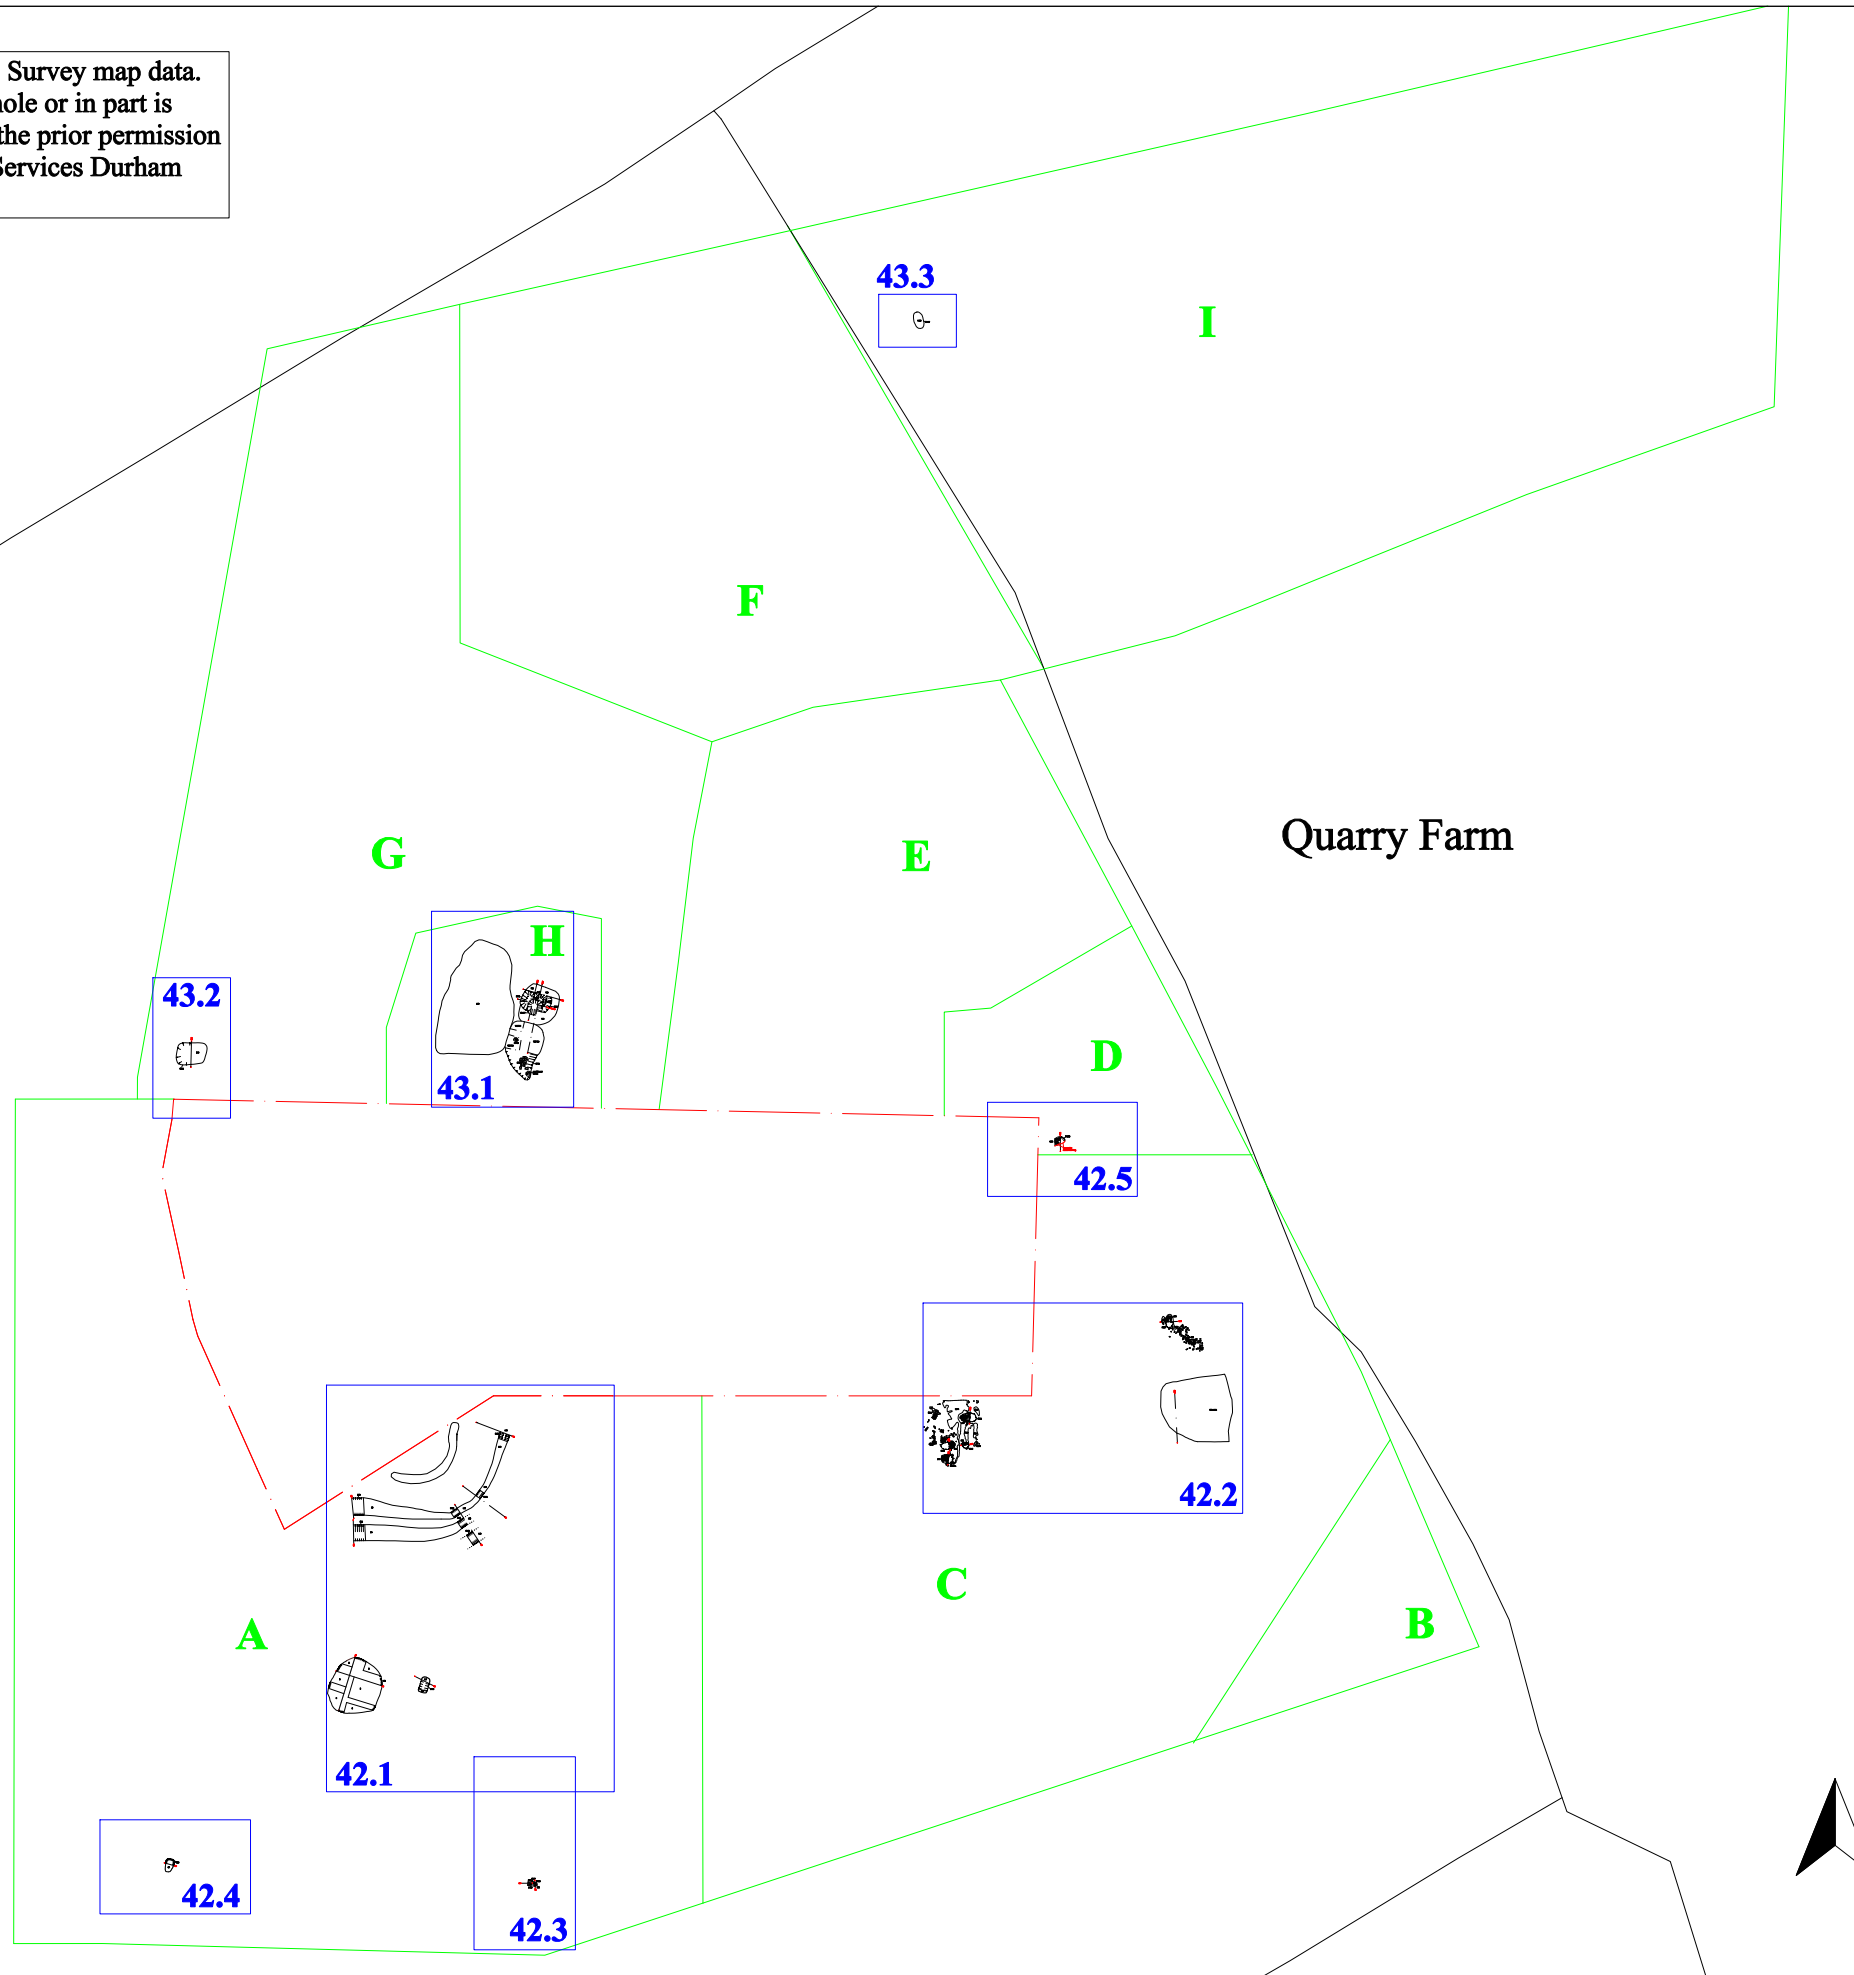 Survey map data.
or in part is
the prior permission
Services Durham
43.3
I
F
Quarry Farm
G
E
H
43.2
D
43.1
42.5
42.2
C
B
A
42.1
42.4
42.3